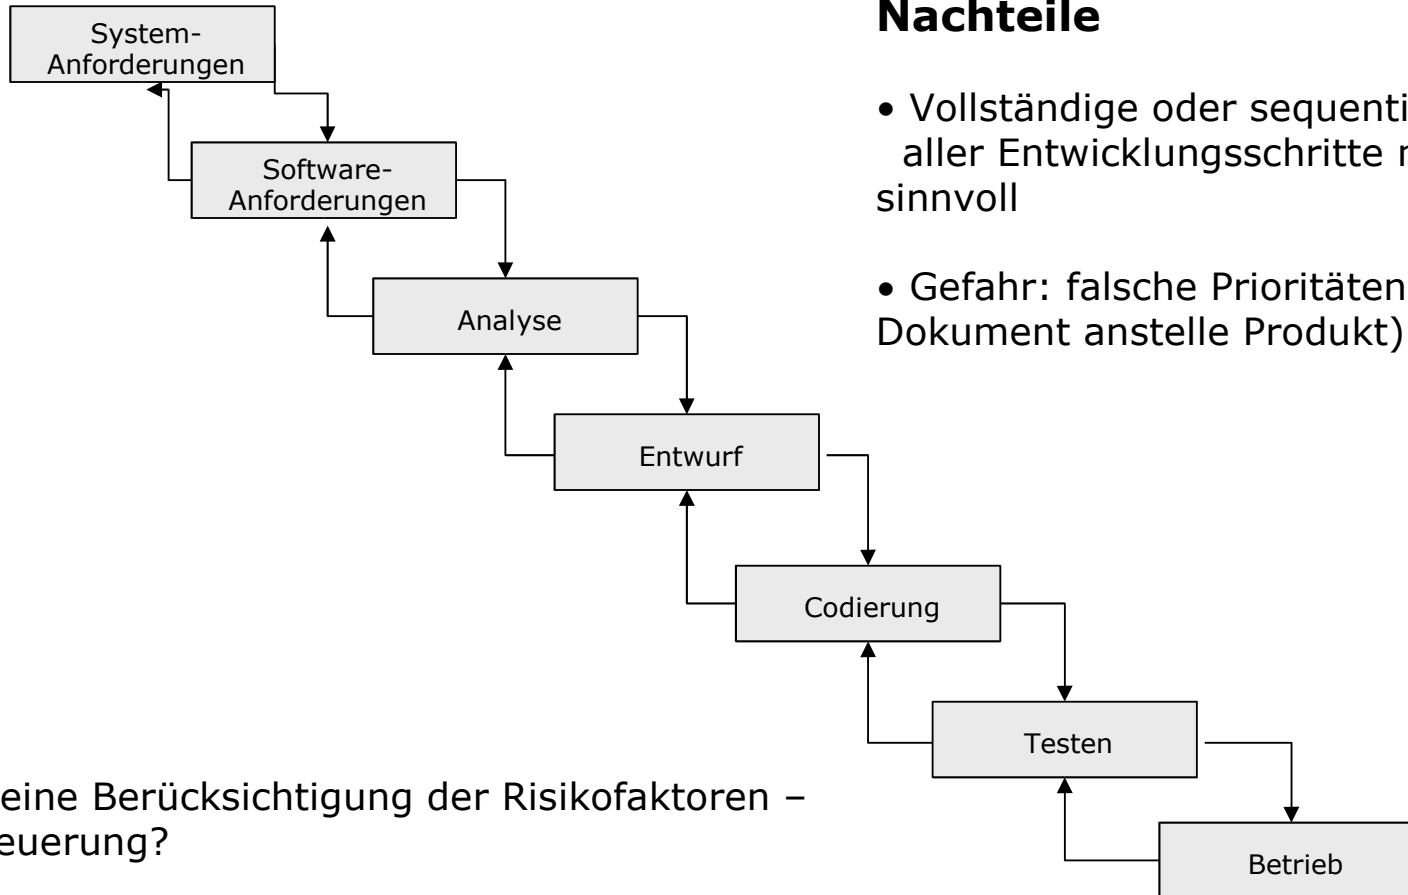 System-
Anforderungen
Software-
Anforderungen
Analyse
Entwurf
Codierung
Testen
Betrieb
Nachteile
• Vollständige oder sequenti
aller Entwicklungsschritte
sinnvoll
• Gefahr: falsche Prioritäten
Dokument anstelle Produkt)
eine Berücksichtigung der Risikofaktoren –
euerung?